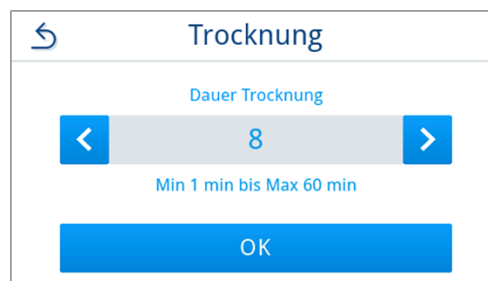 Trocknung
Dauer Trocknung
8
Min 1 min bis Max 60 min
OK